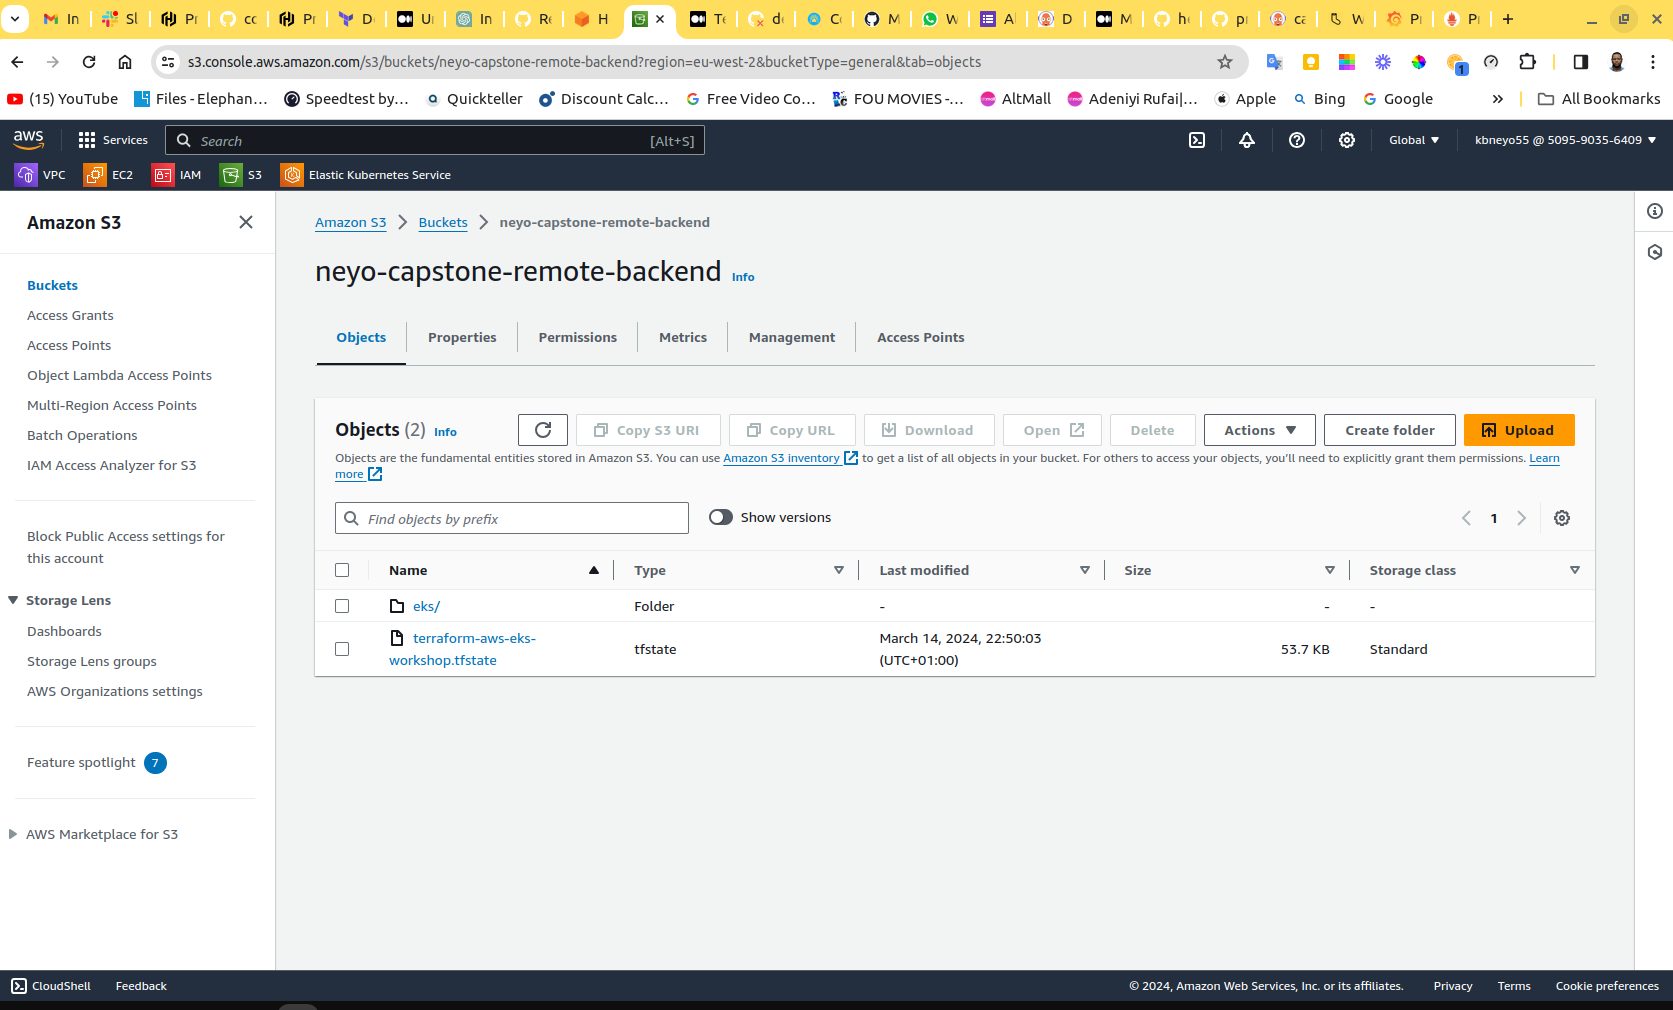 In
Sl
Pr
cc
Pr
D
Ur
In
Re
H
Te
d
C
M
W
Al
D
M
h
p
ca
W
Pr
Pr
s3.console.aws.amazon.com/s3/buckets/neyo-capstone-remote-backend?region=eu-west-2&bucketType=general&tab=objects
1
(15) YouTube
Files - Elephan...
Speedtest by...
Quickteller
Discount Calc...
Free Video Co...
FOU MOVIES -...
AltMall
Adeniyi Rufai|...
Apple
Bing
Google
»
All Bookmarks
aws
Services
Search
[Alt+S]
Global
kbneyo55 @ 5095-9035-6409
VPC
EC2
IAM
S3
Elastic Kubernetes Service
Amazon S3
Buckets
Access Grants
Access Points
Object Lambda Access Points
Multi-Region Access Points
Batch Operations
IAM Access Analyzer for S3
Block Public Access settings for
this account
Storage Lens
Dashboards
Storage Lens groups
AWS Organizations settings
Feature spotlight 7
AWS Marketplace for S3
Amazon S3 > Buckets > neyo-capstone-remote-backend
neyo-capstone-remote-backend Info
Objects
Properties
Permissions
Metrics
Management
Access Points
Objects (2) Info
Copy S3 URI
Copy URL
Download
Open
Delete
Actions
Create folder
Upload
Objects are the fundamental entities stored in Amazon S3. You can use Amazon S3 inventory to get a list of all objects in your bucket. For others to access your objects, you'll need to explicitly grant them permissions. Learn
more
Find objects by prefix
Show versions
1
Name
Type
Last modified
Size
Storage class
eks/
Folder
-
-
-
terraform-aws-eks-
workshop.tfstate
tfstate
March 14, 2024, 22:50:03
(UTC+01:00)
53.7 KB
Standard
CloudShell
Feedback
© 2024, Amazon Web Services, Inc. or its affiliates.
Privacy
Terms
Cookie preferences